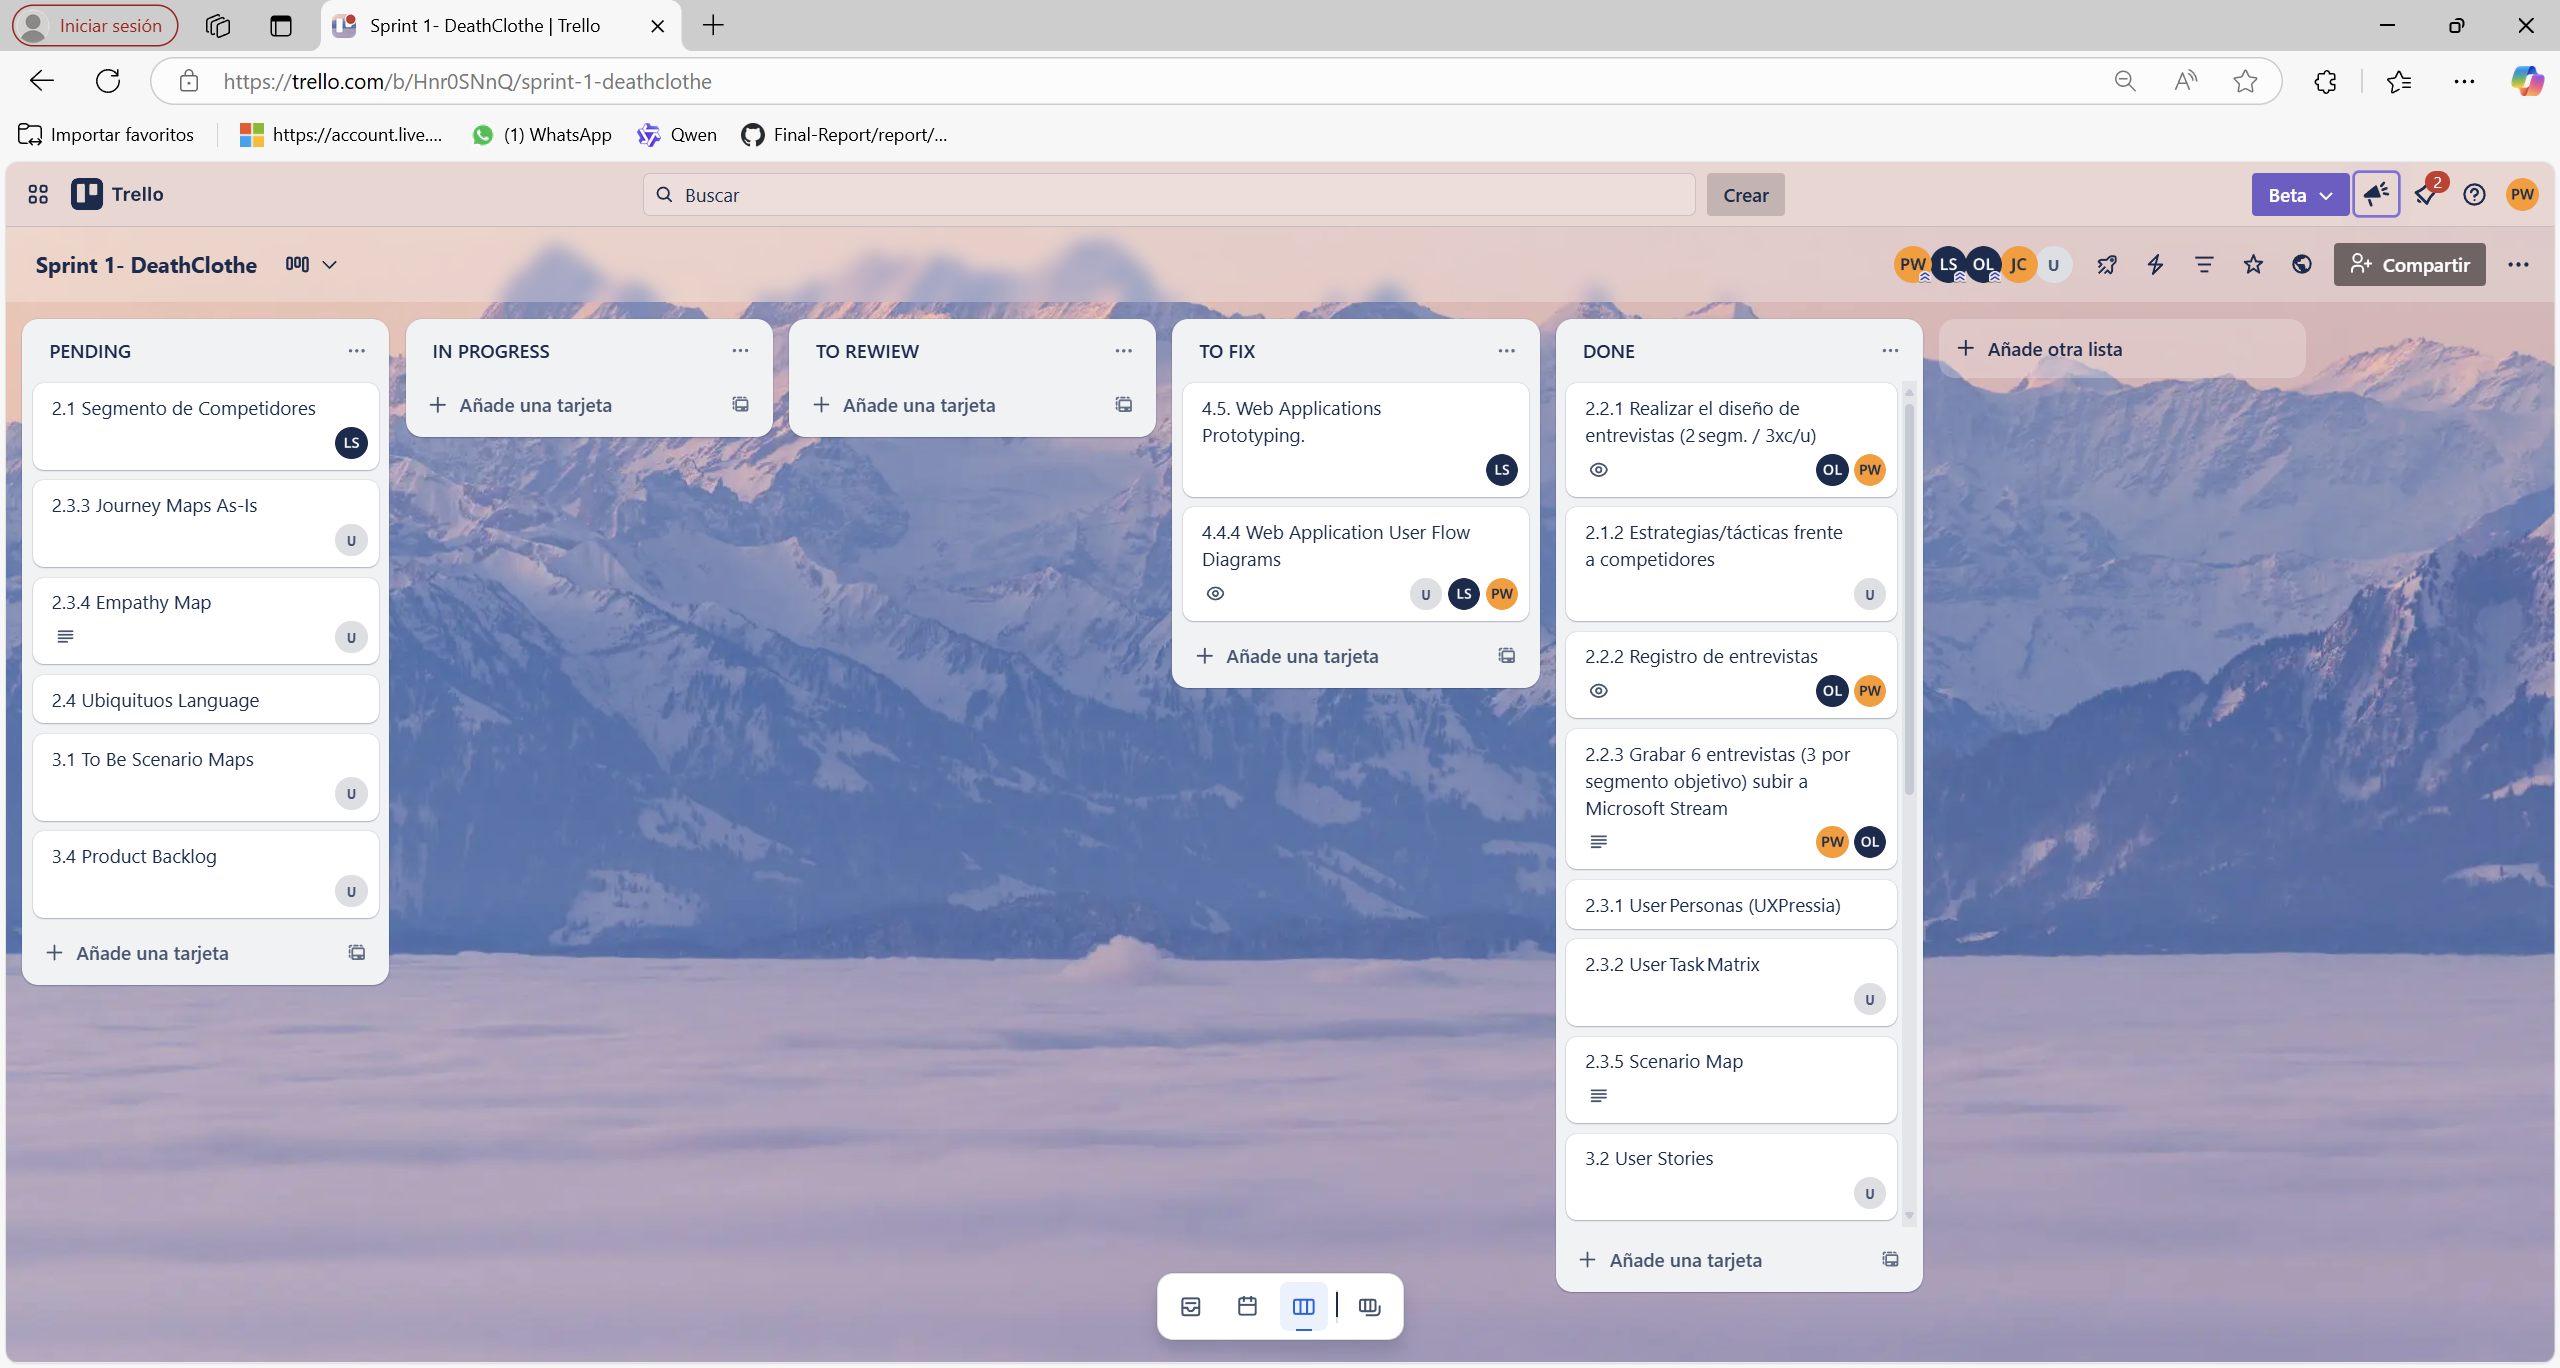 Iniciar sesión
Sprint 1- DeathClothe | Trello
https://trello.com/b/Hnr0SNnQ/sprint-1-deathclothe
Importar favoritos
https://account.live....
(1) WhatsApp
Qwen
Final-Report/report/...
Trello
Buscar
Crear
Beta
2
PW
Sprint 1- DeathClothe
PW
LS
OL
JC
U
Compartir
PENDING
2.1 Segmento de Competidores
LS
2.3.3 Journey Maps As-Is
U
2.3.4 Empathy Map
U
2.4 Ubiquituos Language
3.1 To Be Scenario Maps
U
3.4 Product Backlog
U
Añade una tarjeta
IN PROGRESS
Añade una tarjeta
TO REWIEW
Añade una tarjeta
TO FIX
4.5. Web Applications
Prototyping.
LS
4.4.4 Web Application User Flow
Diagrams
U
LS
PW
Añade una tarjeta
DONE
2.2.1 Realizar el diseño de
entrevistas (2 segm. / 3xc/u)
OL
PW
2.1.2 Estrategias/tácticas frente
a competidores
U
2.2.2 Registro de entrevistas
OL
PW
2.2.3 Grabar 6 entrevistas (3 por
segmento objetivo) subir a
Microsoft Stream
PW
OL
2.3.1 User Personas (UXPressia)
2.3.2 User Task Matrix
U
2.3.5 Scenario Map
3.2 User Stories
U
Añade una tarjeta
Añade otra lista